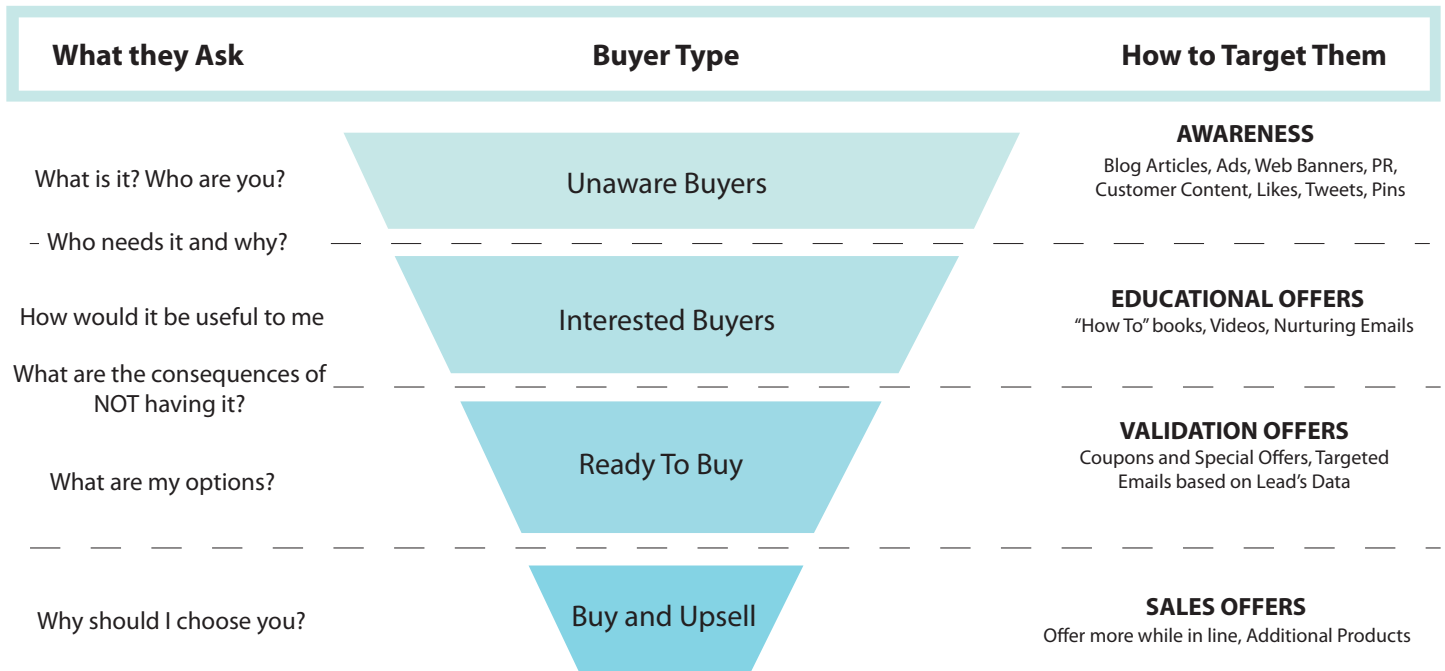 What they Ask
Buyer Type
How to Target Them
What is it? Who are you?
Unaware Buyers
AWARENESS
Blog Articles, Ads, Web Banners, PR,
Customer Content, Likes, Tweets, Pins
Who needs it and why?
How would it be useful to me
Interested Buyers
EDUCATIONAL OFFERS
“How To” books, Videos, Nurturing Emails
What are the consequences of
NOT having it?
What are my options?
Ready To Buy
VALIDATION OFFERS
Coupons and Special Offers, Targeted
Emails based on Lead’s Data
Why should I choose you?
Buy and Upsell
SALES OFFERS
Offer more while in line, Additional Products